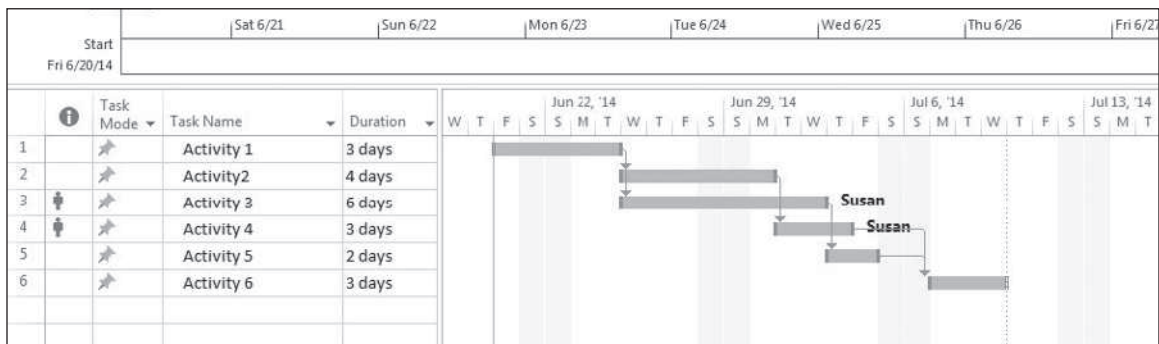 Sat 6/21 Sun 6/22 Mon 6/23 Tue 6/24 Wed 6/25 Thu 6/26 Fri 6/27
Start
Fri 6/20/14
Task Mode Task Name Duration Jun 22, '14 Jun 29, '14 Jul 6, '14 Jul 13, '14
W T F S S M T W T F S S M T W T F S S M T W T F S S M T
1 Activity 1 3 days
2 Activity2 4 days
3 Activity 3 6 days Susan
4 Activity 4 3 days Susan
5 Activity 5 2 days
6 Activity 6 3 days